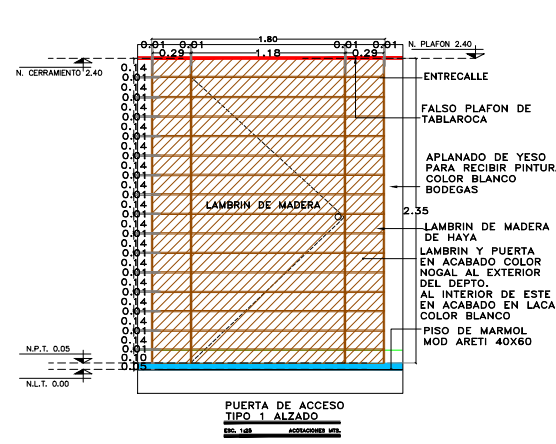 1.80
0.01 0.01 0.01 0.01
0.29 1.18 0.29
N. PLAFON 2.40
N. CERRAMIENTO 2.40
0.14
0.01
0.14
0.01
0.14
0.01
0.14
0.01
0.14
0.01
0.14
0.01
0.14
0.01
0.14
0.01
0.14
0.01
0.14
0.01
0.14
0.01
0.14
0.01
0.14
0.01
0.14
0.01
0.14
0.01
0.10
0.05
ENTRECALLE
FALSO PLAFON DE
TABLAROCA
APLANADO DE YESO
PARA RECIBIR PINTUR
COLOR BLANCO
BODEGAS
LAMBRIN DE MADERA
2.35
LAMBRIN DE MADERA
DE HAYA
LAMBRIN Y PUERTA
EN ACABADO COLOR
NOGAL AL EXTERIOR
DEL DEPTO.
AL INTERIOR DE ESTE
EN ACABADO EN LACA
COLOR BLANCO
PISO DE MARMOL
MOD ARETI 40X60
N.P.T. 0.05
N.L.T. 0.00
PUERTA DE ACCESO
TIPO 1 ALZADO
ESC. 1:25 ACOTACIONES MTS.